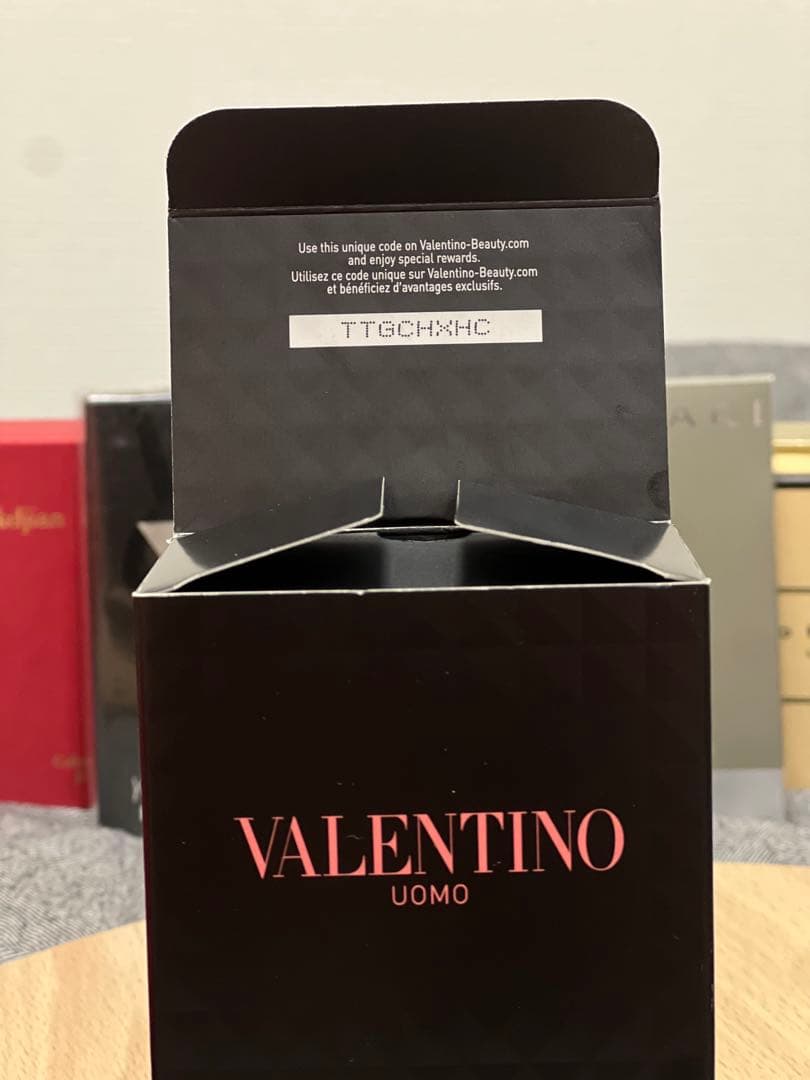 Use this unique code on Valentino-Beauty.com
and enjoy special rewards.
Utilisez ce code unique sur Valentino-Beauty.com
et bénéficiez d'avantages exclusifs.
TTGCHXHC
VALENTINO
UOMO